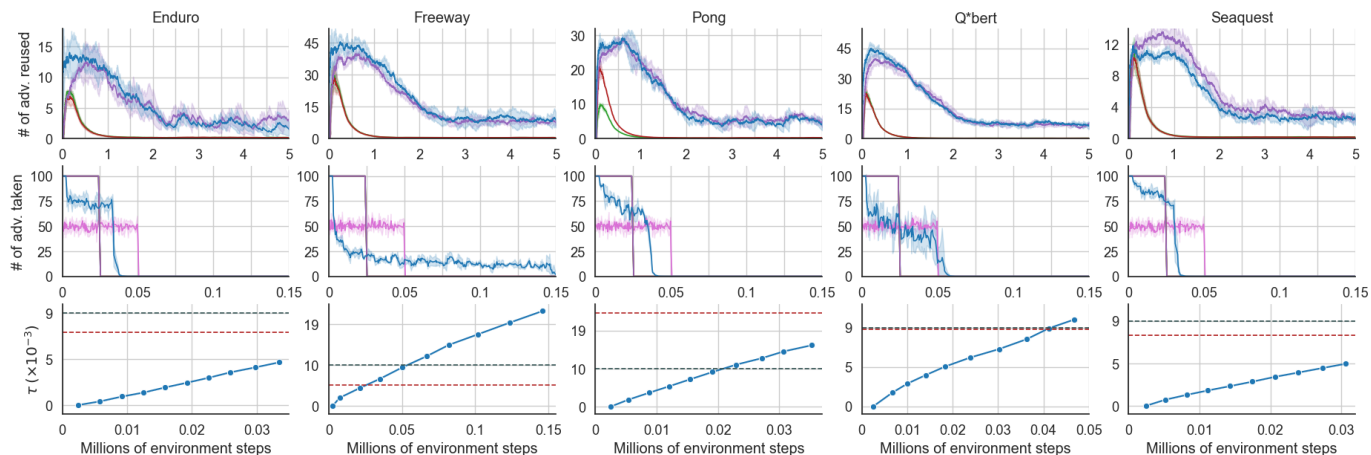 Enduro Freeway Pong Q*bert Seaquest
# of adv. reused
15 10 5 0
0 1 2 3 4 5
45 30 15 0
0 1 2 3 4 5
30 20 10 0
0 1 2 3 4 5
45 30 15 0
0 1 2 3 4 5
12 8 4 0
0 1 2 3 4 5
# of adv. taken
100 75 50 25 0
0 0.05 0.1 0.15
100 75 50 25 0
0 0.05 0.1 0.15
100 75 50 25 0
0 0.05 0.1 0.15
100 75 50 25 0
0 0.05 0.1 0.15
100 75 50 25 0
0 0.05 0.1 0.15
τ (×10⁻³)
9 5 0
0 0.01 0.02 0.03
19 10 0
0 0.05 0.1 0.15
19 10 0
0 0.01 0.02 0.03
9 5 0
0 0.01 0.02 0.03 0.04 0.05
9 5 0
0 0.01 0.02 0.03
Millions of environment steps Millions of environment steps Millions of environment steps Millions of environment steps Millions of environment steps